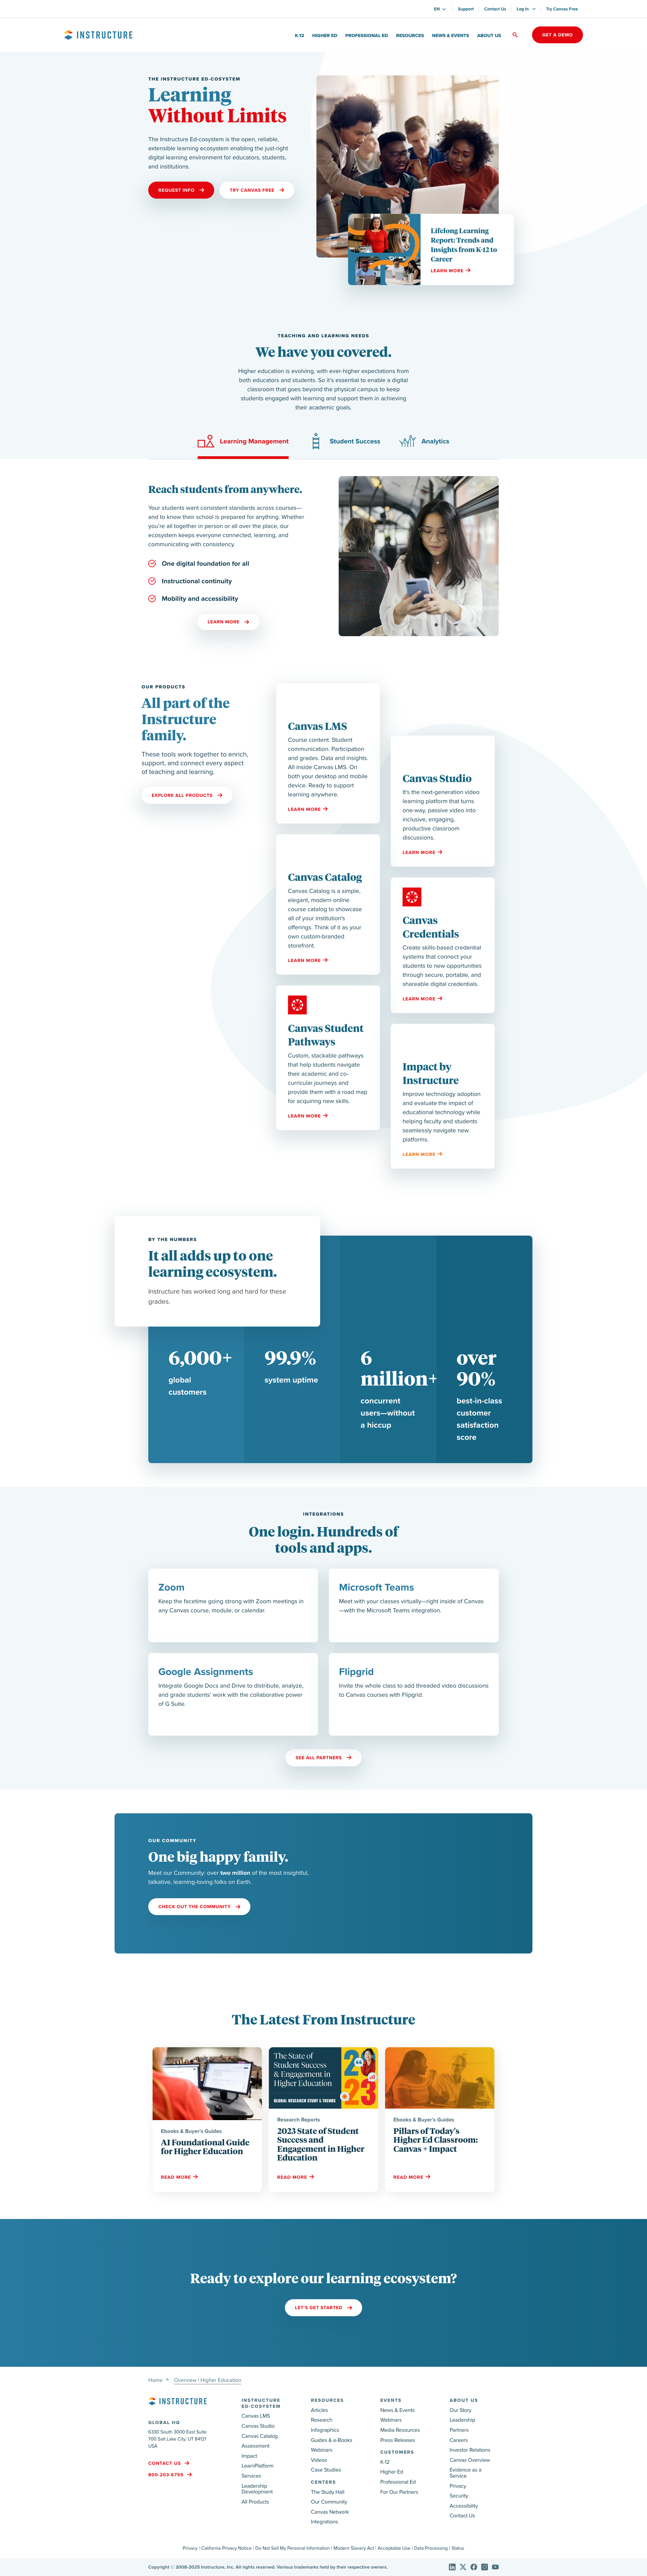 EN
Support
Contact Us
Log In
Try Canvas Free
INSTRUCTURE
K-12
HIGHER ED
PROFESSIONAL ED
RESOURCES
NEWS & EVENTS
ABOUT US
GET A DEMO
THE INSTRUCTURE ED-COSYSTEM
Learning
Without Limits
The Instructure Ed-cosystem is the open, reliable,
extensible learning ecosystem enabling the just-right
digital learning environment for educators, students,
and institutions.
REQUEST INFO
TRY CANVAS FREE
Lifelong Learning
Report: Trends and
Insights from K-12 to
Career
LEARN MORE
TEACHING AND LEARNING NEEDS
We have you covered.
Higher education is evolving, with ever-higher expectations from
both educators and students. So it's essential to enable a digital
classroom that goes beyond the physical campus to keep
students engaged with learning and support them in achieving
their academic goals.
Learning Management
Student Success
Analytics
Reach students from anywhere.
Your students want consistent standards across courses—
and to know their school is prepared for anything. Whether
you're all together in person or all over the place, our
ecosystem keeps everyone connected, learning, and
communicating with consistency.
One digital foundation for all
Instructional continuity
Mobility and accessibility
LEARN MORE
OUR PRODUCTS
All part of the
Instructure
family.
These tools work together to enrich,
support, and connect every aspect
of teaching and learning.
EXPLORE ALL PRODUCTS
Canvas LMS
Course content. Student
communication. Participation
and grades. Data and insights.
All inside Canvas LMS. On
both your desktop and mobile
device. Ready to support
learning anywhere.
LEARN MORE
Canvas Studio
It's the next-generation video
learning platform that turns
one-way, passive video into
inclusive, engaging,
productive classroom
discussions.
LEARN MORE
Canvas Catalog
Canvas Catalog is a simple,
elegant, modern online
course catalog to showcase
all of your institution's
offerings. Think of it as your
own custom-branded
storefront.
LEARN MORE
Canvas
Credentials
Create skills-based credential
systems that connect your
students to new opportunities
through secure, portable, and
shareable digital credentials.
LEARN MORE
Canvas Student
Pathways
Custom, stackable pathways
that help students navigate
their academic and co-
curricular journeys and
provide them with a road map
for acquiring new skills.
LEARN MORE
Impact by
Instructure
Improve technology adoption
and evaluate the impact of
educational technology while
helping faculty and students
seamlessly navigate new
platforms.
LEARN MORE
BY THE NUMBERS
It all adds up to one
learning ecosystem.
Instructure has worked long and hard for these
grades.
6,000+
global
customers
99.9%
system uptime
6
million+
concurrent
users—without
a hiccup
over
90%
best-in-class
customer
satisfaction
score
INTEGRATIONS
One login. Hundreds of
tools and apps.
Zoom
Keep the facetime going strong with Zoom meetings in
any Canvas course, module, or calendar.
Microsoft Teams
Meet with your classes virtually—right inside of Canvas
—with the Microsoft Teams integration.
Google Assignments
Integrate Google Docs and Drive to distribute, analyze,
and grade students' work with the collaborative power
of G Suite.
Flipgrid
Invite the whole class to add threaded video discussions
to Canvas courses with Flipgrid.
SEE ALL PARTNERS
OUR COMMUNITY
One big happy family.
Meet our Community: over two million of the most insightful,
talkative, learning-loving folks on Earth.
CHECK OUT THE COMMUNITY
The Latest From Instructure
Ebooks & Buyer's Guides
AI Foundational Guide
for Higher Education
READ MORE
The State of
Student Success
& Engagement in
Higher Education
GLOBAL RESEARCH STUDY & TRENDS
2023
Research Reports
2023 State of Student
Success and
Engagement in Higher
Education
READ MORE
Ebooks & Buyer's Guides
Pillars of Today's
Higher Ed Classroom:
Canvas + Impact
READ MORE
Ready to explore our learning ecosystem?
LET'S GET STARTED
Home > Overview | Higher Education
INSTRUCTURE
GLOBAL HQ
6330 South 3000 East Suite
700 Salt Lake City, UT 84121
USA
CONTACT US
800-203-6755
INSTRUCTURE
ED-COSYSTEM
Canvas LMS
Canvas Studio
Canvas Catalog
Assessment
Impact
LearnPlatform
Services
Leadership
Development
All Products
RESOURCES
Articles
Research
Infographics
Guides & e-Books
Webinars
Videos
Case Studies
CENTERS
The Study Hall
Our Community
Canvas Network
Integrations
EVENTS
News & Events
Webinars
Media Resources
Press Releases
CUSTOMERS
K-12
Higher Ed
Professional Ed
For Our Partners
ABOUT US
Our Story
Leadership
Partners
Careers
Investor Relations
Canvas Overview
Evidence as a
Service
Privacy
Security
Accessibility
Contact Us
Privacy | California Privacy Notice | Do Not Sell My Personal Information | Modern Slavery Act | Acceptable Use | Data Processing | Status
Copyright © 2008-2025 Instructure, Inc. All rights reserved. Various trademarks held by their respective owners.